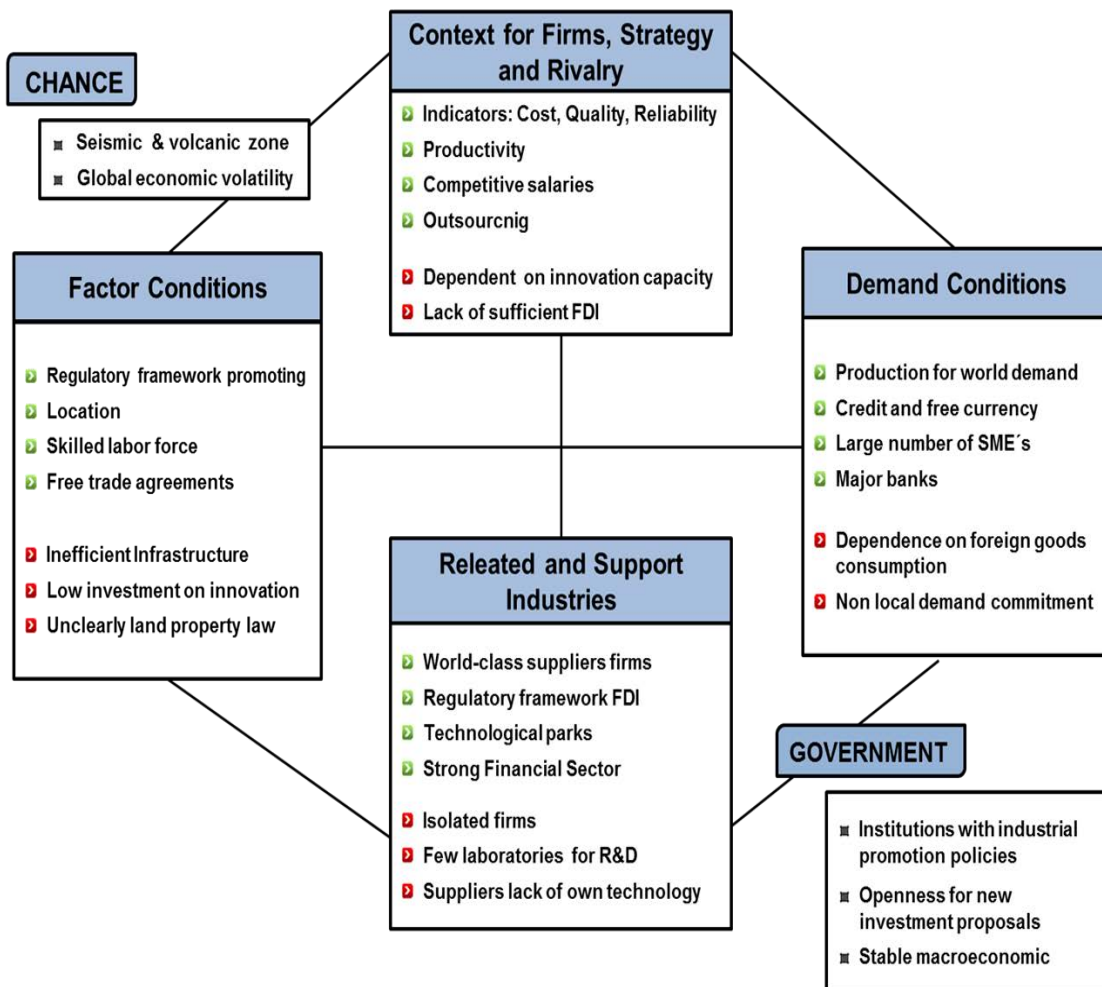 Context for Firms, Strategy
and Rivalry
Indicators: Cost, Quality, Reliability
Productivity
Competitive salaries
Outsourcnig
Dependent on innovation capacity
Lack of sufficient FDI
CHANCE
Seismic & volcanic zone
Global economic volatility
Factor Conditions
Regulatory framework promoting
Location
Skilled labor force
Free trade agreements
Inefficient Infrastructure
Low investment on innovation
Unclearly land property law
Demand Conditions
Production for world demand
Credit and free currency
Large number of SME´s
Major banks
Dependence on foreign goods
consumption
Non local demand commitment
Releated and Support
Industries
World-class suppliers firms
Regulatory framework FDI
Technological parks
Strong Financial Sector
Isolated firms
Few laboratories for R&D
Suppliers lack of own technology
GOVERNMENT
Institutions with industrial
promotion policies
Openness for new
investment proposals
Stable macroeconomic